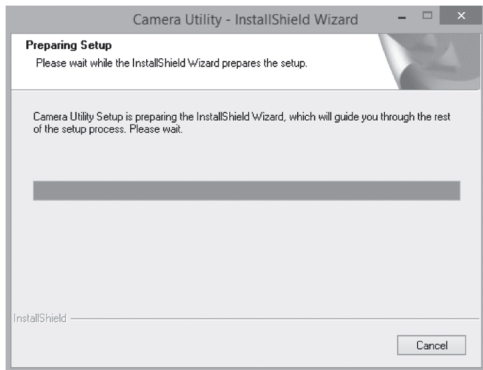 Camera Utility - InstallShield Wizard
Preparing Setup
Please wait while the InstallShield Wizard prepares the setup.
Camera Utility Setup is preparing the InstallShield Wizard, which will guide you through the rest
of the setup process. Please wait.
InstallShield
Cancel